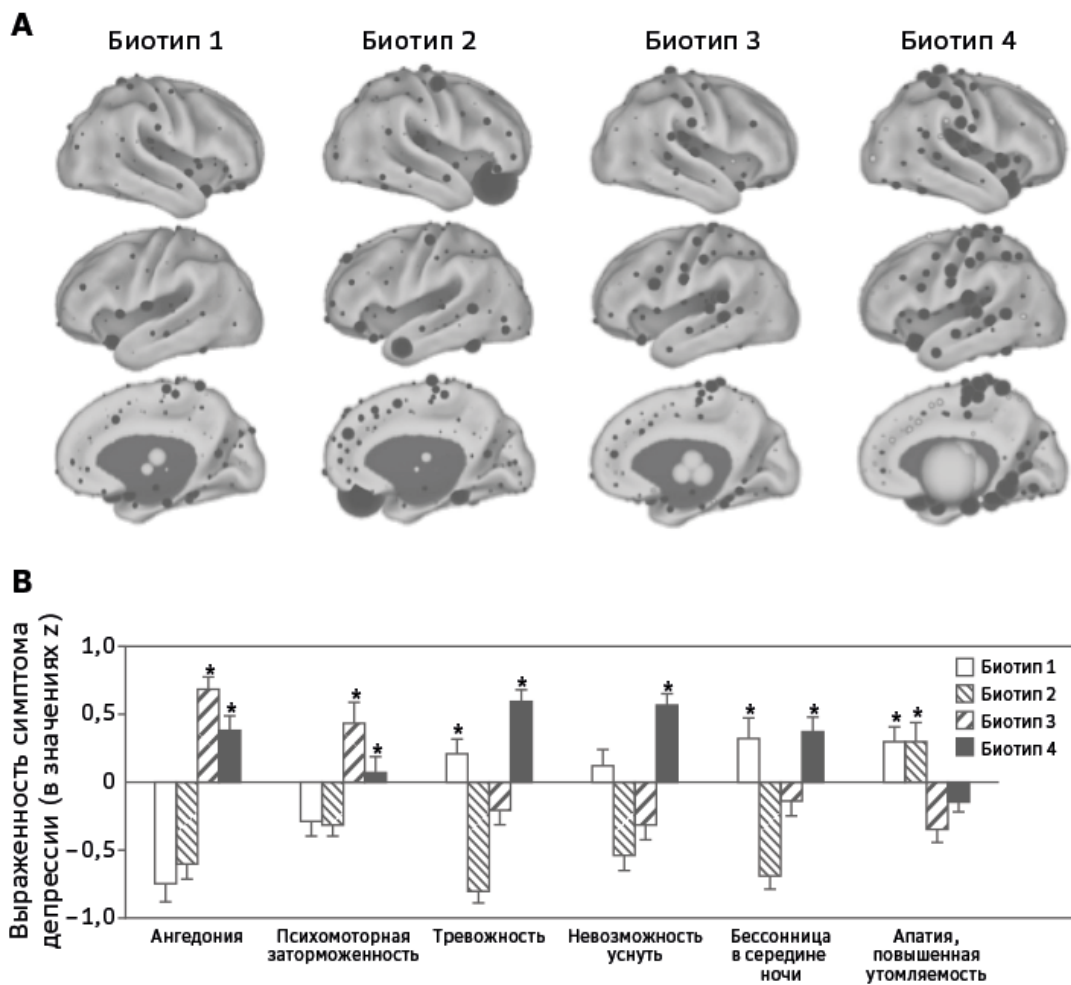 A
Биотип 1
Биотип 2
Биотип 3
Биотип 4
B
Выраженность симптома
депрессии (в значениях z)
1,0
0,5
0
–0,5
–1,0
* * * * * * * * * * *
Биотип 1
Биотип 2
Биотип 3
Биотип 4
Ангедония
Психомоторная
заторможенность
Тревожность
Невозможность
уснуть
Бессонница
в середине
ночи
Апатия,
повышенная
утомляемость